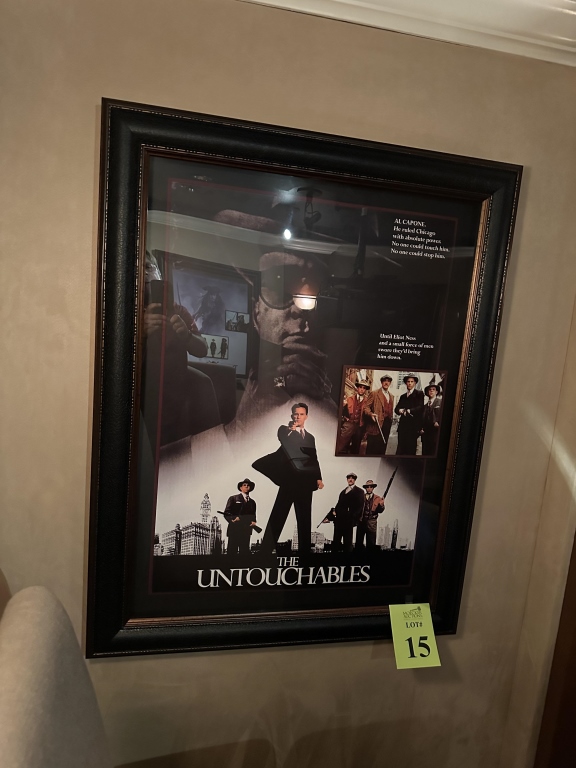 AL CAPONE.
He ruled Chicago
with absolute power.
No one could touch him.
No one could stop him.
Until Eliot Ness
and a small force of men
swore they'd bring
him down.
THE
UNTOUCHABLES
LOT#
15